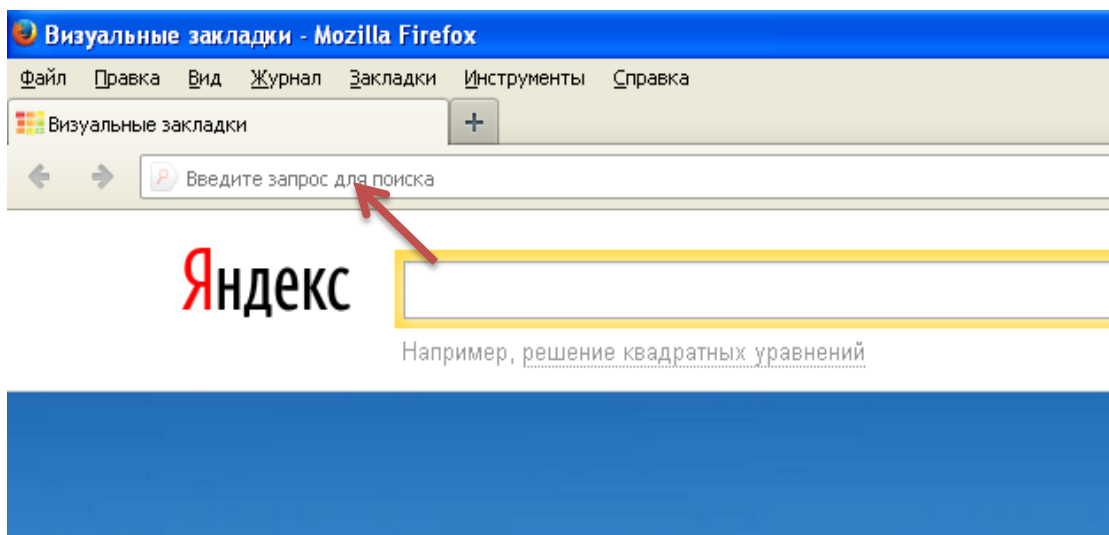 Визуальные закладки - Mozilla Firefox
Файл Правка Вид Журнал Закладки Инструменты Справка
Визуальные закладки +
Введите запрос для поиска
Яндекс
Например, решение квадратных уравнений